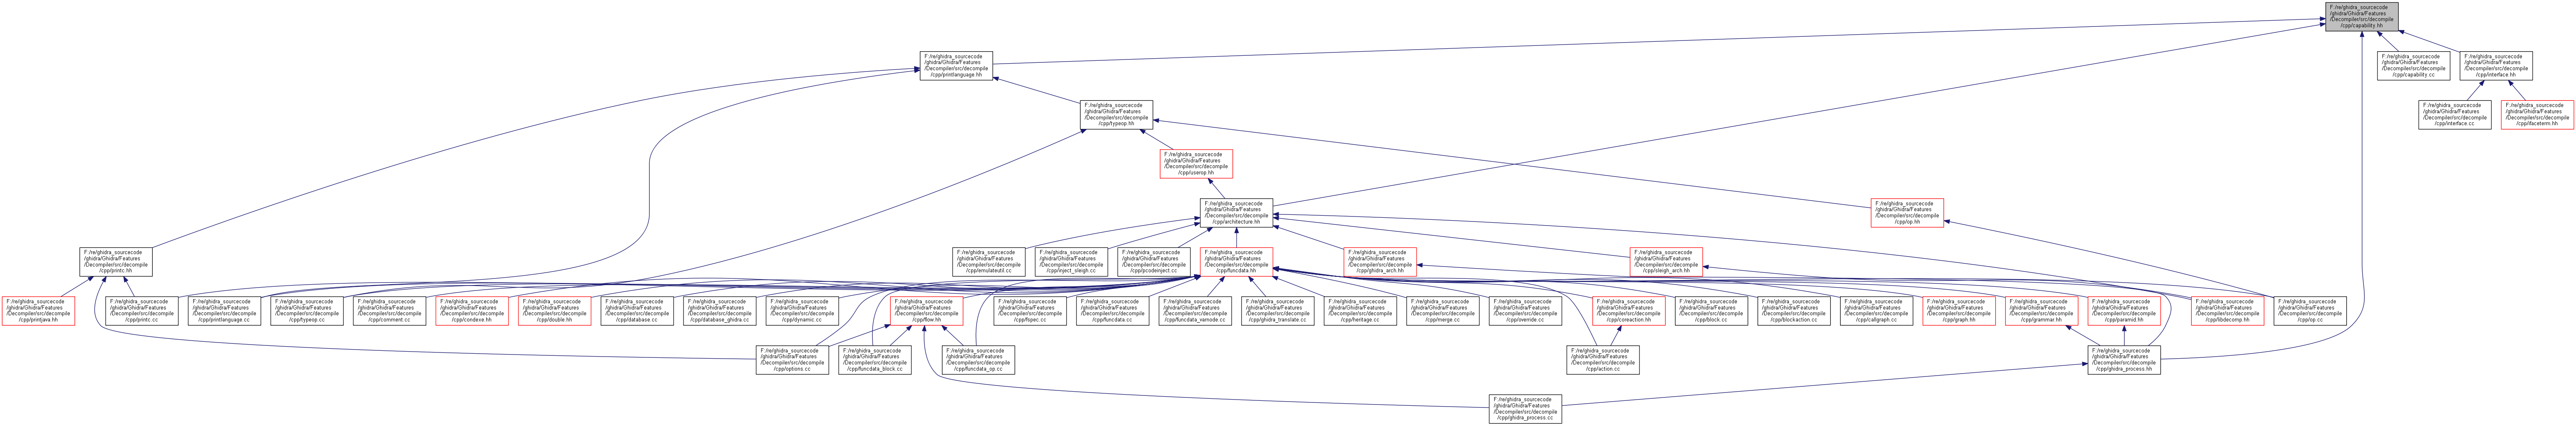 F:/re/ghidra_sourcecode
/ghidra/Ghidra/Features
/Decompiler/src/decompile
/cpp/capability.hh
F:/re/ghidra_sourcecode
/ghidra/Ghidra/Features
/Decompiler/src/decompile
/cpp/printlanguage.hh
F:/re/ghidra_sourcecode
/ghidra/Ghidra/Features
/Decompiler/src/decompile
/cpp/capability.cc
F:/re/ghidra_sourcecode
/ghidra/Ghidra/Features
/Decompiler/src/decompile
/cpp/interface.hh
F:/re/ghidra_sourcecode
/ghidra/Ghidra/Features
/Decompiler/src/decompile
/cpp/typeop.hh
F:/re/ghidra_sourcecode
/ghidra/Ghidra/Features
/Decompiler/src/decompile
/cpp/interface.cc
F:/re/ghidra_sourcecode
/ghidra/Ghidra/Features
/Decompiler/src/decompile
/cpp/ifaceterm.hh
F:/re/ghidra_sourcecode
/ghidra/Ghidra/Features
/Decompiler/src/decompile
/cpp/userop.hh
F:/re/ghidra_sourcecode
/ghidra/Ghidra/Features
/Decompiler/src/decompile
/cpp/architecture.hh
F:/re/ghidra_sourcecode
/ghidra/Ghidra/Features
/Decompiler/src/decompile
/cpp/op.hh
F:/re/ghidra_sourcecode
/ghidra/Ghidra/Features
/Decompiler/src/decompile
/cpp/printc.hh
F:/re/ghidra_sourcecode
/ghidra/Ghidra/Features
/Decompiler/src/decompile
/cpp/emulateutil.cc
F:/re/ghidra_sourcecode
/ghidra/Ghidra/Features
/Decompiler/src/decompile
/cpp/inject_sleigh.cc
F:/re/ghidra_sourcecode
/ghidra/Ghidra/Features
/Decompiler/src/decompile
/cpp/pcodeinject.cc
F:/re/ghidra_sourcecode
/ghidra/Ghidra/Features
/Decompiler/src/decompile
/cpp/funcdata.hh
F:/re/ghidra_sourcecode
/ghidra/Ghidra/Features
/Decompiler/src/decompile
/cpp/ghidra_arch.hh
F:/re/ghidra_sourcecode
/ghidra/Ghidra/Features
/Decompiler/src/decompile
/cpp/sleigh_arch.hh
F:/re/ghidra_sourcecode
/ghidra/Ghidra/Features
/Decompiler/src/decompile
/cpp/printjava.hh
F:/re/ghidra_sourcecode
/ghidra/Ghidra/Features
/Decompiler/src/decompile
/cpp/printc.cc
F:/re/ghidra_sourcecode
/ghidra/Ghidra/Features
/Decompiler/src/decompile
/cpp/printlanguage.cc
F:/re/ghidra_sourcecode
/ghidra/Ghidra/Features
/Decompiler/src/decompile
/cpp/typeop.cc
F:/re/ghidra_sourcecode
/ghidra/Ghidra/Features
/Decompiler/src/decompile
/cpp/comment.cc
F:/re/ghidra_sourcecode
/ghidra/Ghidra/Features
/Decompiler/src/decompile
/cpp/condexe.hh
F:/re/ghidra_sourcecode
/ghidra/Ghidra/Features
/Decompiler/src/decompile
/cpp/double.hh
F:/re/ghidra_sourcecode
/ghidra/Ghidra/Features
/Decompiler/src/decompile
/cpp/database.cc
F:/re/ghidra_sourcecode
/ghidra/Ghidra/Features
/Decompiler/src/decompile
/cpp/database_ghidra.cc
F:/re/ghidra_sourcecode
/ghidra/Ghidra/Features
/Decompiler/src/decompile
/cpp/dynamic.cc
F:/re/ghidra_sourcecode
/ghidra/Ghidra/Features
/Decompiler/src/decompile
/cpp/flow.hh
F:/re/ghidra_sourcecode
/ghidra/Ghidra/Features
/Decompiler/src/decompile
/cpp/fspec.cc
F:/re/ghidra_sourcecode
/ghidra/Ghidra/Features
/Decompiler/src/decompile
/cpp/funcdata.cc
F:/re/ghidra_sourcecode
/ghidra/Ghidra/Features
/Decompiler/src/decompile
/cpp/funcdata_varnode.cc
F:/re/ghidra_sourcecode
/ghidra/Ghidra/Features
/Decompiler/src/decompile
/cpp/ghidra_translate.cc
F:/re/ghidra_sourcecode
/ghidra/Ghidra/Features
/Decompiler/src/decompile
/cpp/heritage.cc
F:/re/ghidra_sourcecode
/ghidra/Ghidra/Features
/Decompiler/src/decompile
/cpp/merge.cc
F:/re/ghidra_sourcecode
/ghidra/Ghidra/Features
/Decompiler/src/decompile
/cpp/override.cc
F:/re/ghidra_sourcecode
/ghidra/Ghidra/Features
/Decompiler/src/decompile
/cpp/coreaction.hh
F:/re/ghidra_sourcecode
/ghidra/Ghidra/Features
/Decompiler/src/decompile
/cpp/block.cc
F:/re/ghidra_sourcecode
/ghidra/Ghidra/Features
/Decompiler/src/decompile
/cpp/blockaction.cc
F:/re/ghidra_sourcecode
/ghidra/Ghidra/Features
/Decompiler/src/decompile
/cpp/callgraph.cc
F:/re/ghidra_sourcecode
/ghidra/Ghidra/Features
/Decompiler/src/decompile
/cpp/graph.hh
F:/re/ghidra_sourcecode
/ghidra/Ghidra/Features
/Decompiler/src/decompile
/cpp/grammar.hh
F:/re/ghidra_sourcecode
/ghidra/Ghidra/Features
/Decompiler/src/decompile
/cpp/paramid.hh
F:/re/ghidra_sourcecode
/ghidra/Ghidra/Features
/Decompiler/src/decompile
/cpp/libdecomp.hh
F:/re/ghidra_sourcecode
/ghidra/Ghidra/Features
/Decompiler/src/decompile
/cpp/op.cc
F:/re/ghidra_sourcecode
/ghidra/Ghidra/Features
/Decompiler/src/decompile
/cpp/options.cc
F:/re/ghidra_sourcecode
/ghidra/Ghidra/Features
/Decompiler/src/decompile
/cpp/funcdata_block.cc
F:/re/ghidra_sourcecode
/ghidra/Ghidra/Features
/Decompiler/src/decompile
/cpp/funcdata_op.cc
F:/re/ghidra_sourcecode
/ghidra/Ghidra/Features
/Decompiler/src/decompile
/cpp/action.cc
F:/re/ghidra_sourcecode
/ghidra/Ghidra/Features
/Decompiler/src/decompile
/cpp/ghidra_process.hh
F:/re/ghidra_sourcecode
/ghidra/Ghidra/Features
/Decompiler/src/decompile
/cpp/ghidra_process.cc